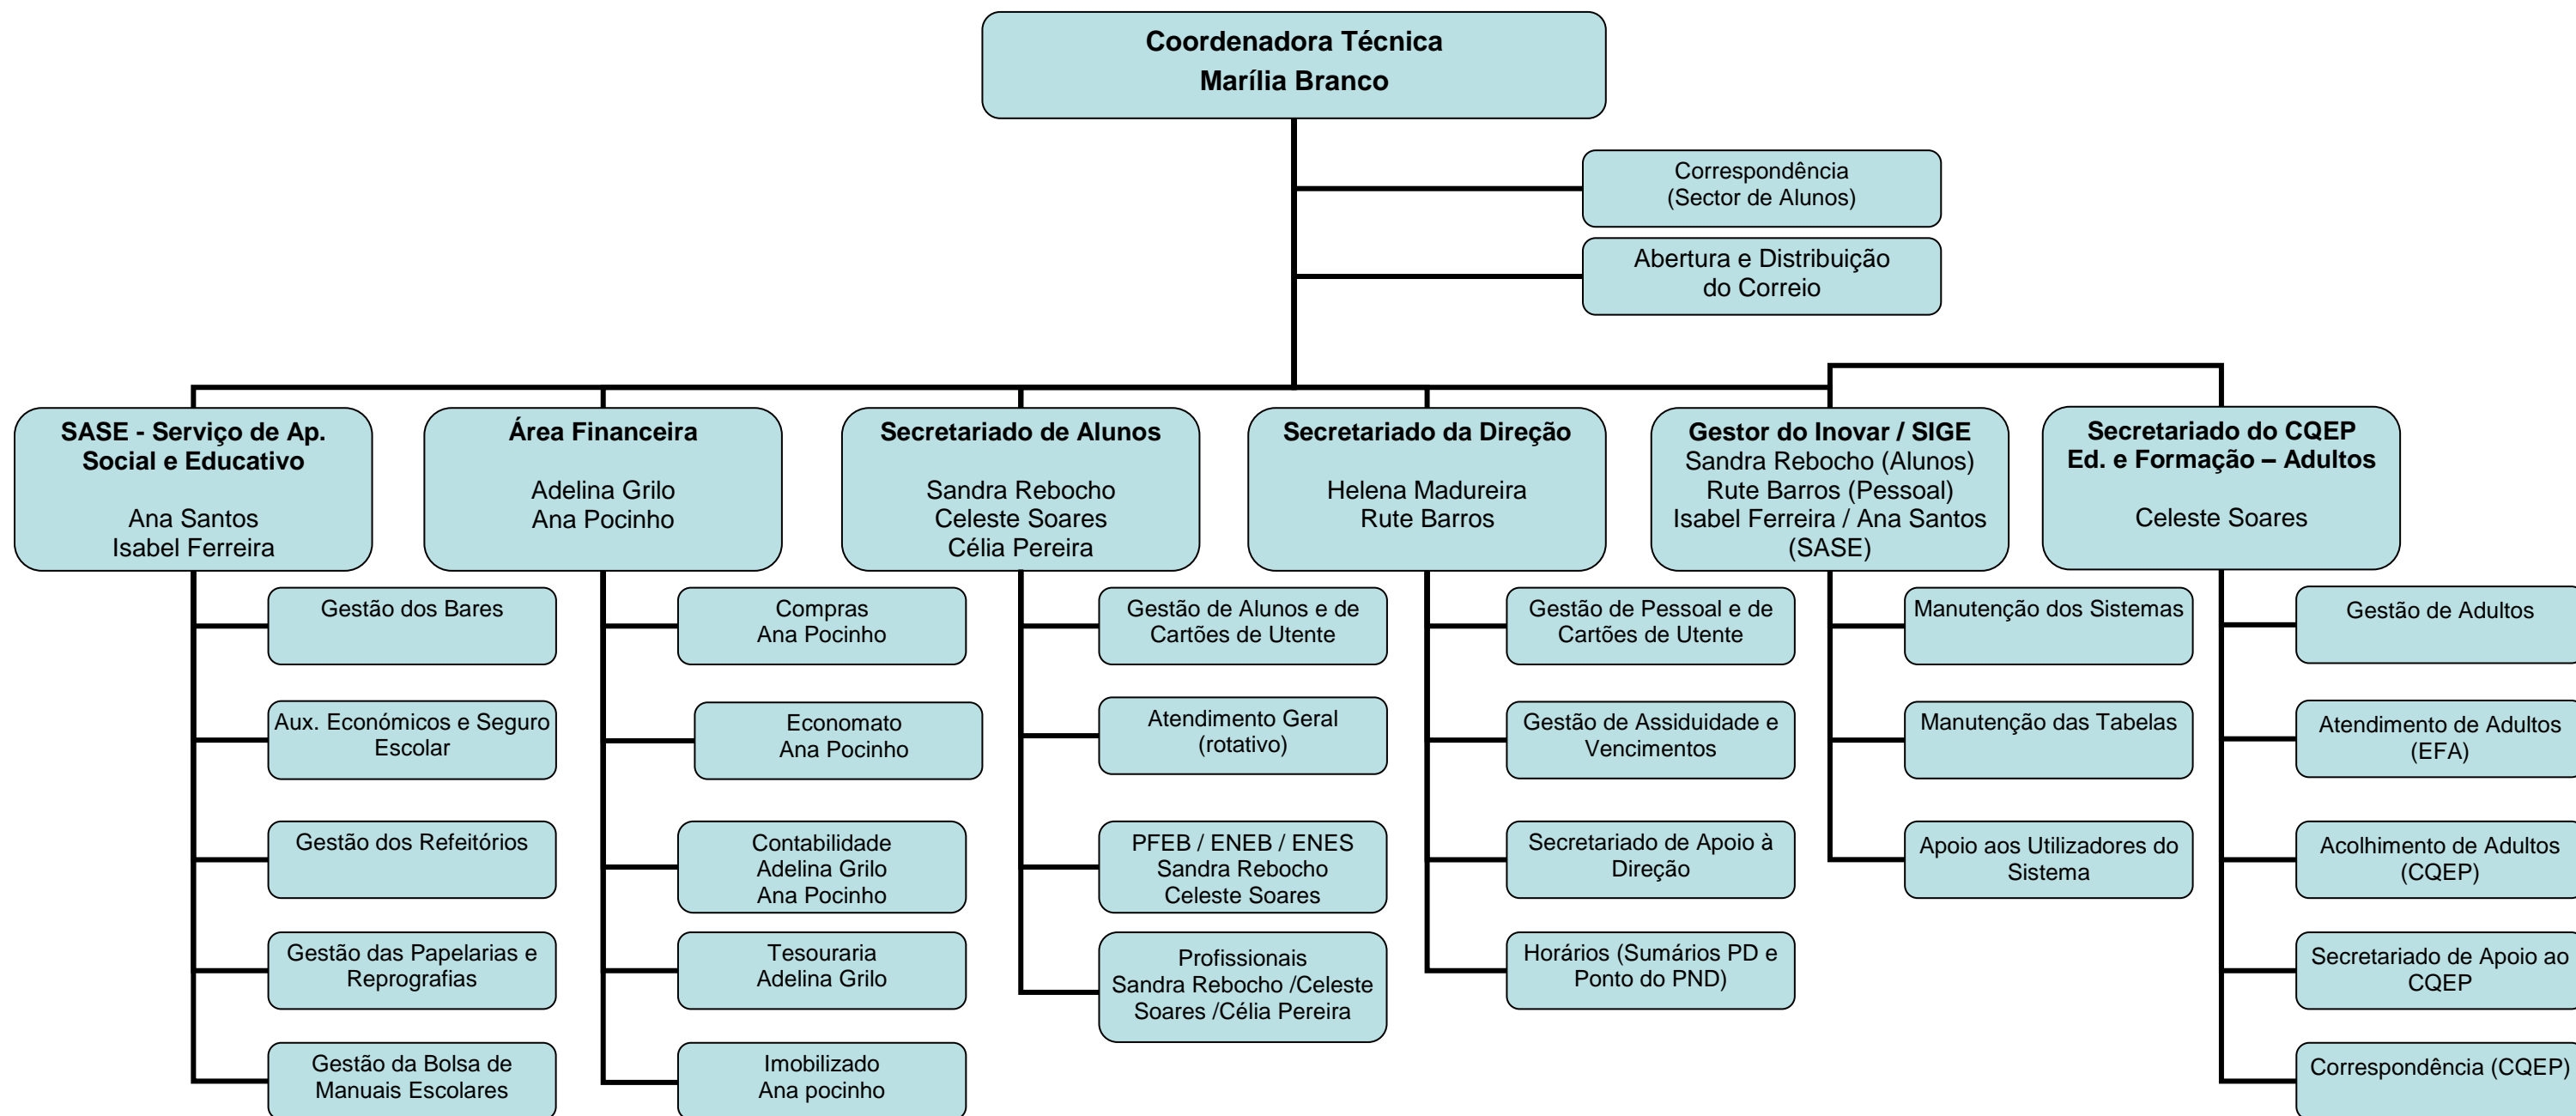 Coordenadora Técnica
Marília Branco
Correspondência
(Sector de Alunos)
Abertura e Distribuição
do Correio
SASE - Serviço de Ap.
Social e Educativo
Ana Santos
Isabel Ferreira
Área Financeira
Adelina Grilo
Ana Pocinho
Secretariado de Alunos
Sandra Rebocho
Celeste Soares
Célia Pereira
Secretariado da Direção
Helena Madureira
Rute Barros
Gestor do Inovar / SIGE
Sandra Rebocho (Alunos)
Rute Barros (Pessoal)
Isabel Ferreira / Ana Santos
(SASE)
Secretariado do CQEP
Ed. e Formação – Adultos
Celeste Soares
Gestão dos Bares
Aux. Económicos e Seguro
Escolar
Gestão dos Refeitórios
Gestão das Papelarias e
Reprografias
Gestão da Bolsa de
Manuais Escolares
Compras
Ana Pocinho
Economato
Ana Pocinho
Contabilidade
Adelina Grilo
Ana Pocinho
Tesouraria
Adelina Grilo
Imobilizado
Ana pocinho
Gestão de Alunos e de
Cartões de Utente
Atendimento Geral
(rotativo)
PFEB / ENEB / ENES
Sandra Rebocho
Celeste Soares
Profissionais
Sandra Rebocho /Celeste
Soares /Célia Pereira
Gestão de Pessoal e de
Cartões de Utente
Gestão de Assiduidade e
Vencimentos
Secretariado de Apoio à
Direção
Horários (Sumários PD e
Ponto do PND)
Manutenção dos Sistemas
Manutenção das Tabelas
Apoio aos Utilizadores do
Sistema
Gestão de Adultos
Atendimento de Adultos
(EFA)
Acolhimento de Adultos
(CQEP)
Secretariado de Apoio ao
CQEP
Correspondência (CQEP)